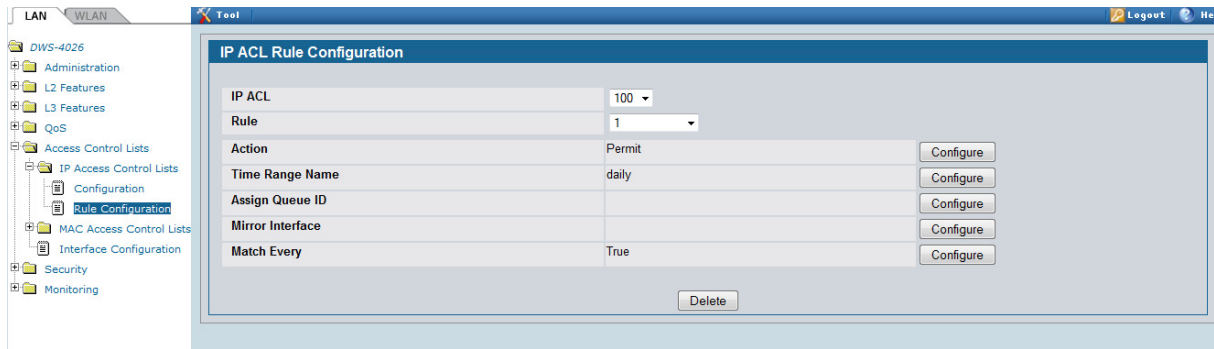 LAN WLAN
Tool
Logout
He
DWS-4026
Administration
L2 Features
L3 Features
QoS
Access Control Lists
IP Access Control Lists
Configuration
Rule Configuration
MAC Access Control Lists
Interface Configuration
Security
Monitoring
IP ACL Rule Configuration
IP ACL 100
Rule 1
Action Permit Configure
Time Range Name daily Configure
Assign Queue ID Configure
Mirror Interface Configure
Match Every True Configure
Delete